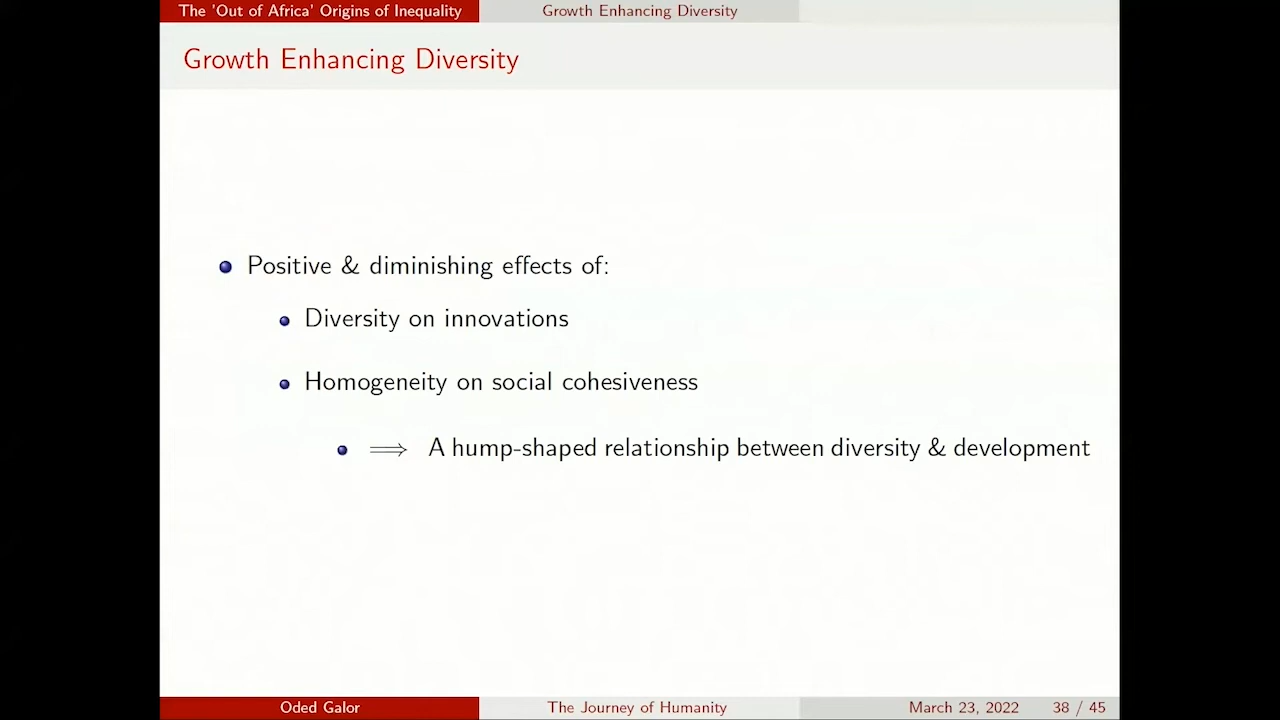 The 'Out of Africa' Origins of Inequality
Growth Enhancing Diversity
Growth Enhancing Diversity
Positive & diminishing effects of:
Diversity on innovations
Homogeneity on social cohesiveness
⟹ A hump-shaped relationship between diversity & development
Oded Galor
The Journey of Humanity
March 23, 2022
38 / 45